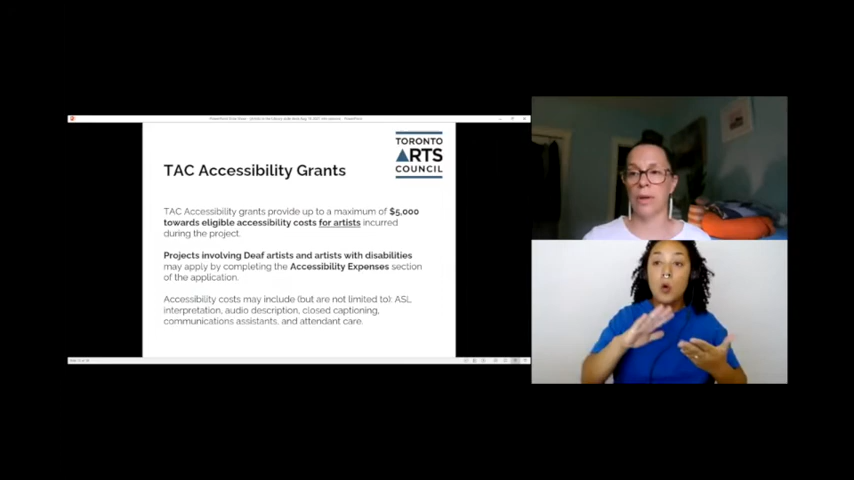 TORONTO
ARTS
COUNCIL
TAC Accessibility Grants
TAC Accessibility grants provide up to a maximum of $5,000
towards eligible accessibility costs for artists incurred
during the project.
Projects involving Deaf artists and artists with disabilities
may apply by completing the Accessibility Expenses section
of the application.
Accessibility costs may include (but are not limited to): ASL
interpretation, audio description, closed captioning,
communications assistants, and attendant care.